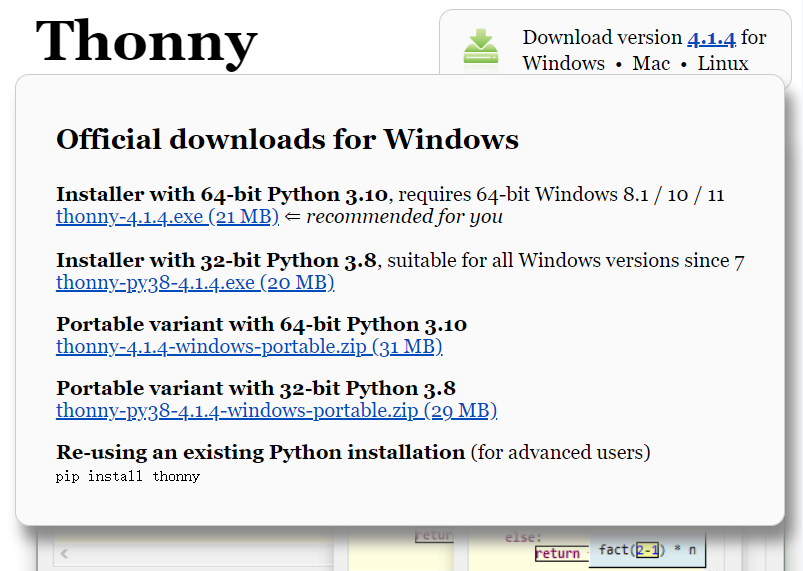 Thonny
Download version 4.1.4 for
Windows • Mac • Linux
Official downloads for Windows
Installer with 64-bit Python 3.10, requires 64-bit Windows 8.1 / 10 / 11
thonny-4.1.4.exe (21 MB) ⇐ recommended for you
Installer with 32-bit Python 3.8, suitable for all Windows versions since 7
thonny-py38-4.1.4.exe (20 MB)
Portable variant with 64-bit Python 3.10
thonny-4.1.4-windows-portable.zip (31 MB)
Portable variant with 32-bit Python 3.8
thonny-py38-4.1.4-windows-portable.zip (29 MB)
Re-using an existing Python installation (for advanced users)
pip install thonny
else:
return fact(2-1) * n